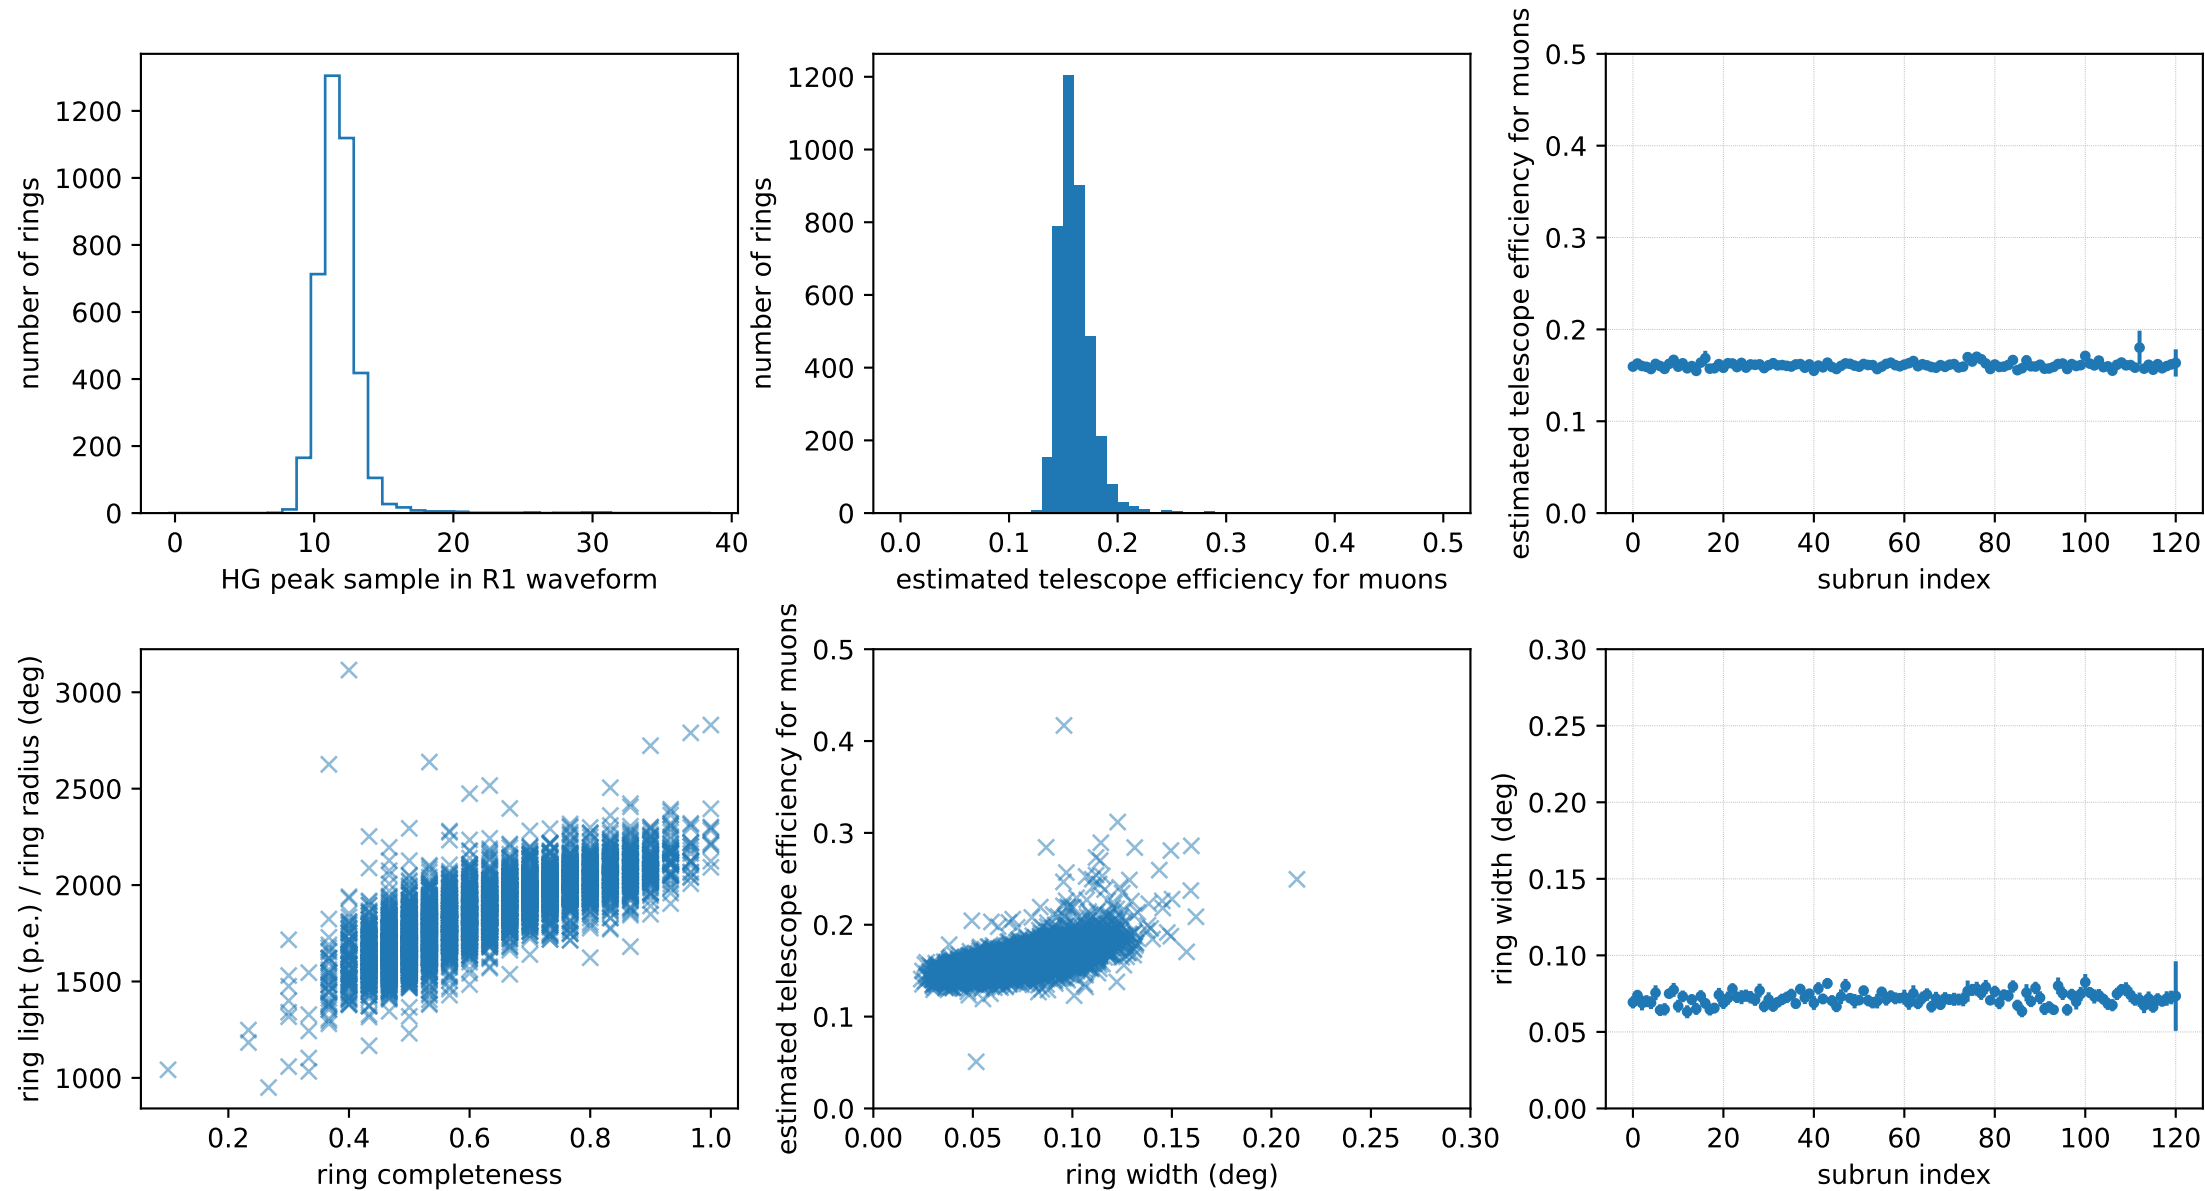 number of rings
1200
1000
800
600
400
200
0
0 10 20 30 40
HG peak sample in R1 waveform
number of rings
1200
1000
800
600
400
200
0
0.0 0.1 0.2 0.3 0.4 0.5
estimated telescope efficiency for muons
estimated telescope efficiency for muons
0.5
0.4
0.3
0.2
0.1
0.0
0 20 40 60 80 100 120
subrun index
ring light (p.e.) / ring radius (deg)
3000
2500
2000
1500
1000
0.2 0.4 0.6 0.8 1.0
ring completeness
estimated telescope efficiency for muons
0.5
0.4
0.3
0.2
0.1
0.0
0.00 0.05 0.10 0.15 0.20 0.25 0.30
ring width (deg)
ring width (deg)
0.30
0.25
0.20
0.15
0.10
0.05
0.00
0 20 40 60 80 100 120
subrun index